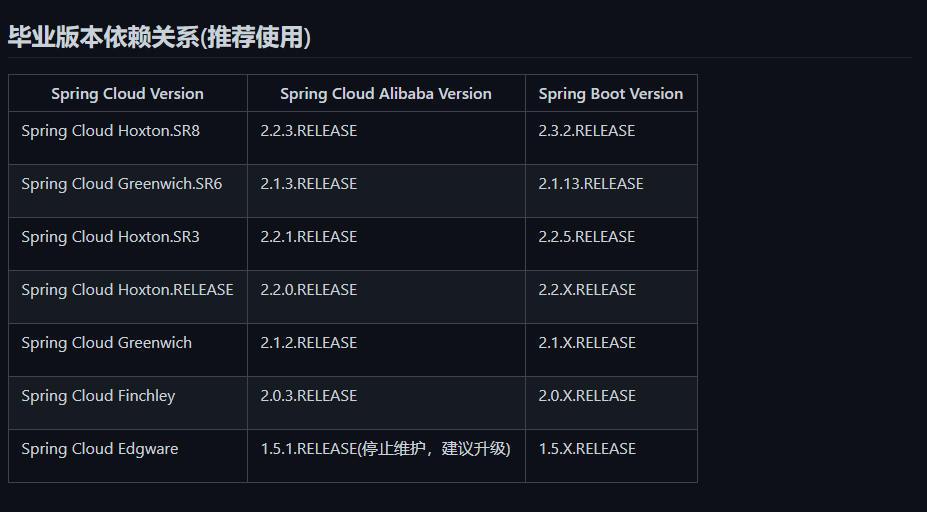 毕业版本依赖关系(推荐使用)
Spring Cloud Version Spring Cloud Alibaba Version Spring Boot Version
Spring Cloud Hoxton.SR8 2.2.3.RELEASE 2.3.2.RELEASE
Spring Cloud Greenwich.SR6 2.1.3.RELEASE 2.1.13.RELEASE
Spring Cloud Hoxton.SR3 2.2.1.RELEASE 2.2.5.RELEASE
Spring Cloud Hoxton.RELEASE 2.2.0.RELEASE 2.2.X.RELEASE
Spring Cloud Greenwich 2.1.2.RELEASE 2.1.X.RELEASE
Spring Cloud Finchley 2.0.3.RELEASE 2.0.X.RELEASE
Spring Cloud Edgware 1.5.1.RELEASE(停止维护，建议升级) 1.5.X.RELEASE